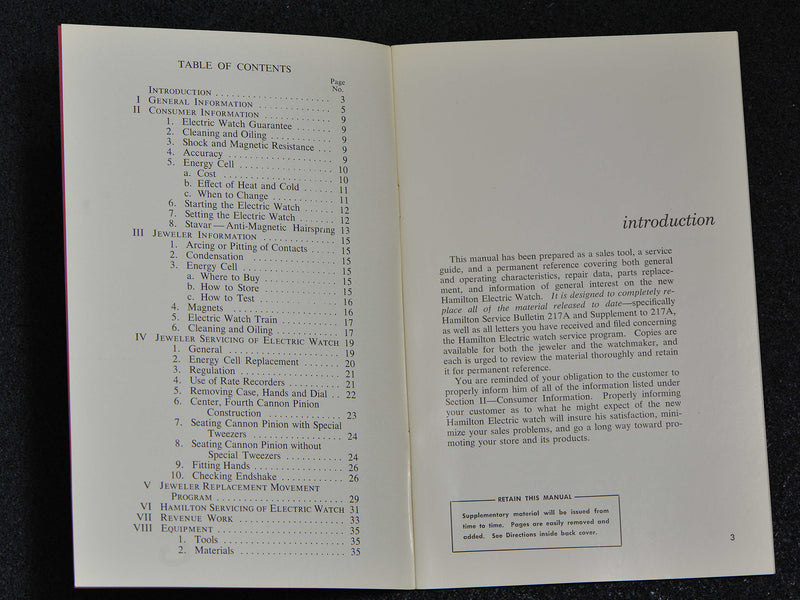 TABLE OF CONTENTS
Page
No.
INTRODUCTION . . . . . . . . . . . . . . . . . . . . . . 3
I GENERAL INFORMATION . . . . . . . . . . . . . . 5
II CONSUMER INFORMATION . . . . . . . . . . . . . 9
1. Electric Watch Guarantee . . . . . . . . . . 9
2. Cleaning and Oiling . . . . . . . . . . . . 9
3. Shock and Magnetic Resistance . . . 9
4. Accuracy . . . . . . . . . . . . . . . . . . . 9
5. Energy Cell . . . . . . . . . . . . . . . . . 10
a. Cost . . . . . . . . . . . . . . . . . . . 10
b. Effect of Heat and Cold . . . . . . 11
c. When to Change . . . . . . . . . . . 11
6. Starting the Electric Watch . . . . . . 12
7. Setting the Electric Watch . . . . . . . 12
8. Stavar—Anti-Magnetic Hairspring 13
III JEWELER INFORMATION . . . . . . . . . . . . . . 15
1. Arcing or Pitting of Contacts . . . . . 15
2. Condensation . . . . . . . . . . . . . . . . 15
3. Energy Cell . . . . . . . . . . . . . . . . . 15
a. Where to Buy . . . . . . . . . . . . . 15
b. How to Store . . . . . . . . . . . . . 15
c. How to Test . . . . . . . . . . . . . . 16
4. Magnets . . . . . . . . . . . . . . . . . . . 16
5. Electric Watch Train . . . . . . . . . . . 17
6. Cleaning and Oiling . . . . . . . . . . . 17
IV JEWELER SERVICING OF ELECTRIC WATCH 19
1. General . . . . . . . . . . . . . . . . . . . 19
2. Energy Cell Replacement . . . . . . . . 20
3. Regulation . . . . . . . . . . . . . . . . . 21
4. Use of Rate Recorders . . . . . . . . . . 21
5. Removing Case, Hands and Dial . . 22
6. Center, Fourth Cannon Pinion
Construction . . . . . . . . . . . . . . 23
7. Seating Cannon Pinion with Special
Tweezers . . . . . . . . . . . . . . . . 24
8. Seating Cannon Pinion without
Special Tweezers . . . . . . . . . . . 24
9. Fitting Hands . . . . . . . . . . . . . . . 26
10. Checking Endshake . . . . . . . . . . . 26
V JEWELER REPLACEMENT MOVEMENT
PROGRAM . . . . . . . . . . . . . . . . . . . . . 29
VI HAMILTON SERVICING OF ELECTRIC WATCH 31
VII REVENUE WORK . . . . . . . . . . . . . . . . . . 33
VIII EQUIPMENT . . . . . . . . . . . . . . . . . . . . . 35
1. Tools . . . . . . . . . . . . . . . . . . . . . 35
2. Materials . . . . . . . . . . . . . . . . . . 35
introduction
This manual has been prepared as a sales tool, a service
guide, and a permanent reference covering both general
and operating characteristics, repair data, parts replace-
ment, and information of general interest on the new
Hamilton Electric Watch. It is designed to completely re-
place all of the material released to date—specifically
Hamilton Service Bulletin 217A and Supplement to 217A,
as well as all letters you have received and filed concerning
the Hamilton Electric watch service program. Copies are
available for both the jeweler and the watchmaker, and
each is urged to review the material thoroughly and retain
it for permanent reference.
You are reminded of your obligation to the customer to
properly inform him of all of the information listed under
Section II—Consumer Information. Properly informing
your customer as to what he might expect of the new
Hamilton Electric watch will insure his satisfaction, mini-
mize your sales problems, and go a long way toward pro-
moting your store and its products.
RETAIN THIS MANUAL
Supplementary material will be issued from
time to time. Pages are easily removed and
added. See Directions inside back cover.
3